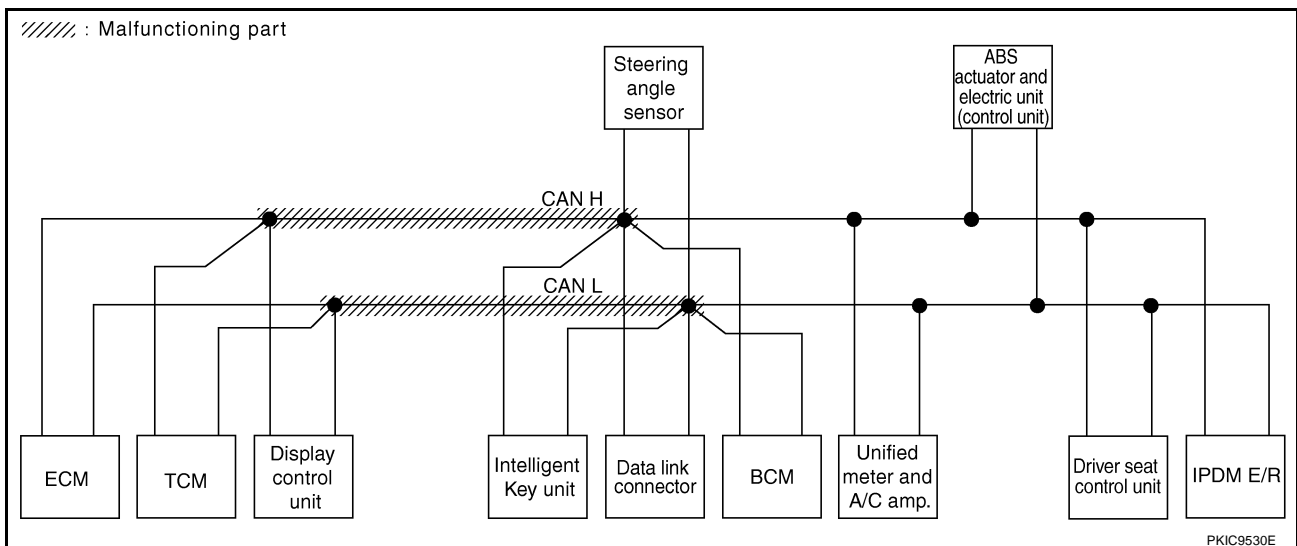 : Malfunctioning part
Steering
angle
sensor
ABS
actuator and
electric unit
(control unit)
CAN H
CAN L
ECM
TCM
Display
control
unit
Intelligent
Key unit
Data link
connector
BCM
Unified
meter and
A/C amp.
Driver seat
control unit
IPDM E/R
PKIC9530E